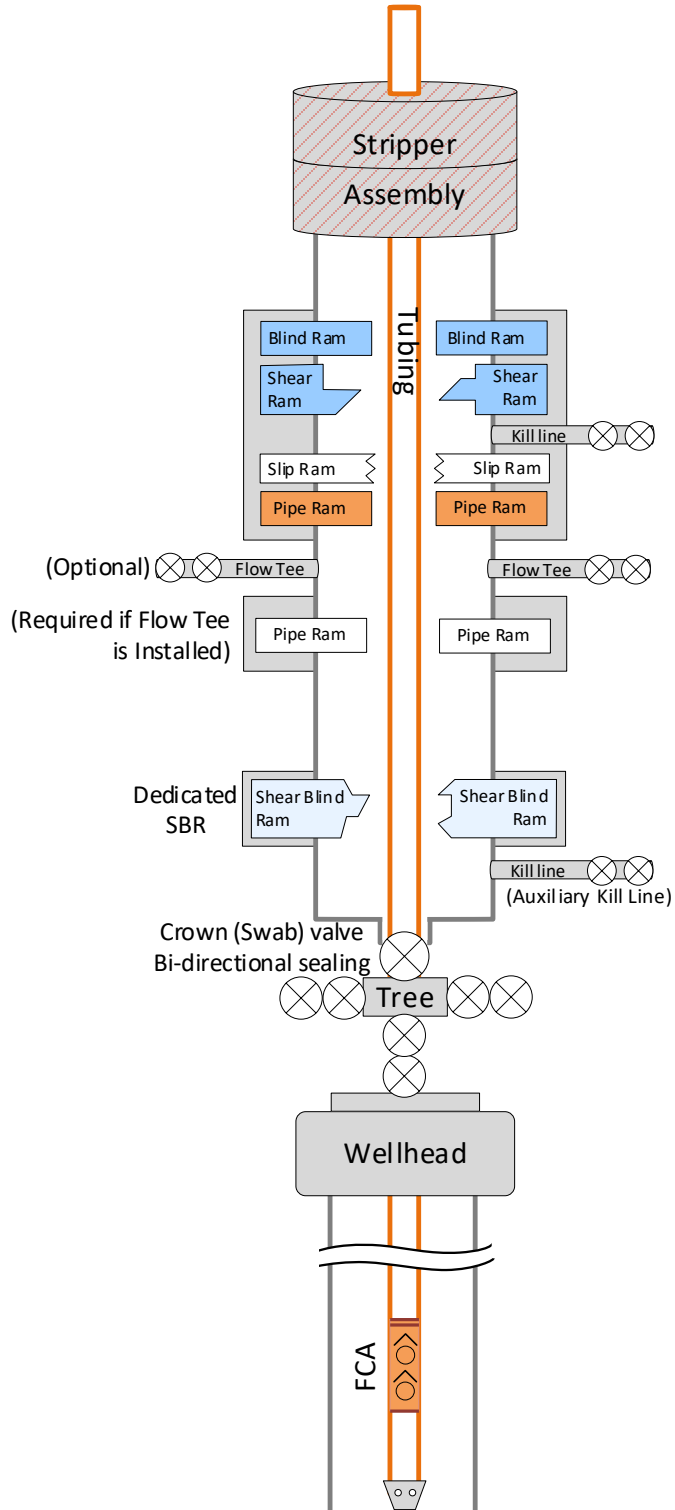 Stripper
Assembly
Tubing
Blind Ram
Blind Ram
Shear
Ram
Shear
Ram
Kill line
Slip Ram
Slip Ram
Pipe Ram
Pipe Ram
(Optional)
Flow Tee
Flow Tee
(Required if Flow Tee
is Installed)
Pipe Ram
Pipe Ram
Dedicated
SBR
Shear Blind
Ram
Shear Blind
Ram
Kill line
(Auxiliary Kill Line)
Crown (Swab) valve
Bi-directional sealing
Tree
Wellhead
FCA